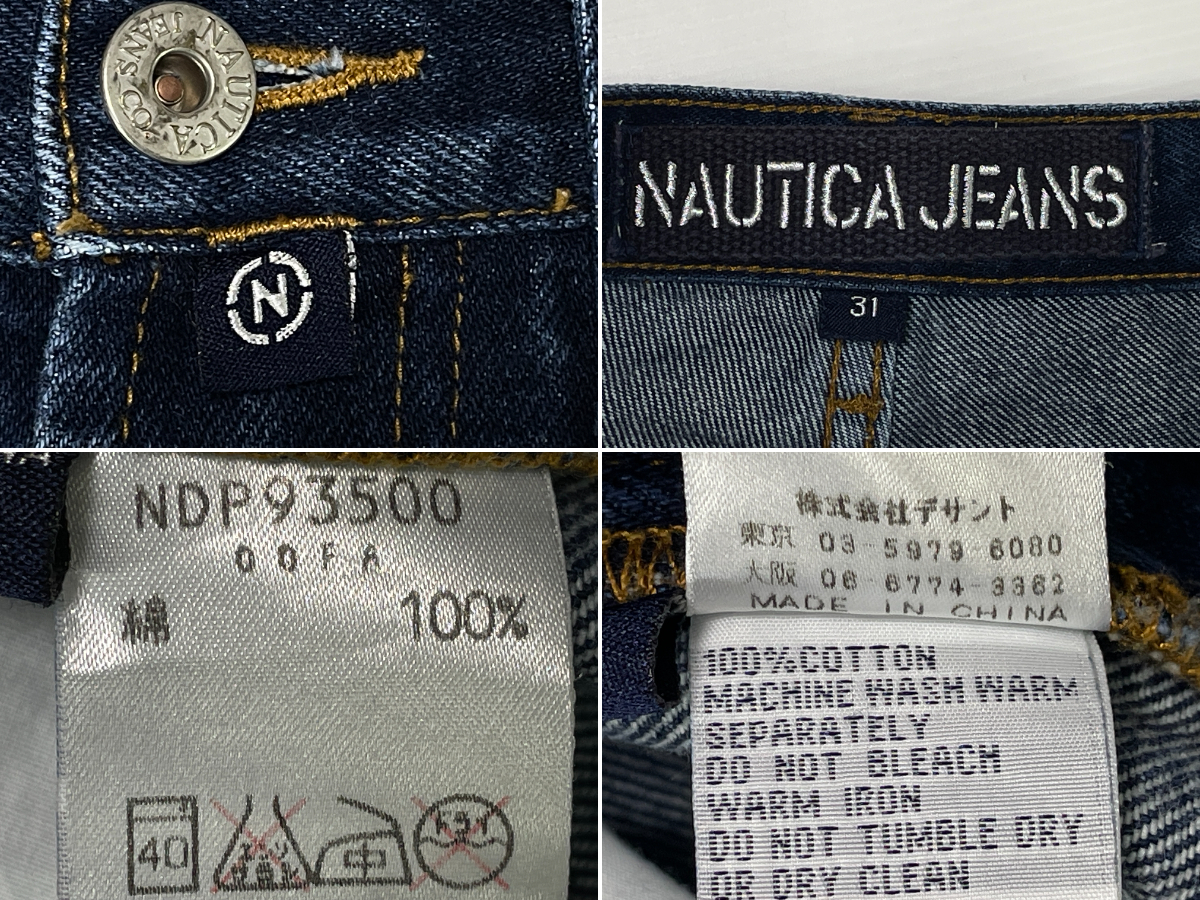 NAUTICA JEANS CO
N
NAUTICA JEANS
31
NDP93500
00FA
綿 100%
40
中
株式会社デサント
東京 03-5979-6080
大阪 06-6774-3362
MADE IN CHINA
100%COTTON
MACHINE WASH WARM
SEPARATELY
DO NOT BLEACH
WARM IRON
DO NOT TUMBLE DRY
OR DRY CLEAN